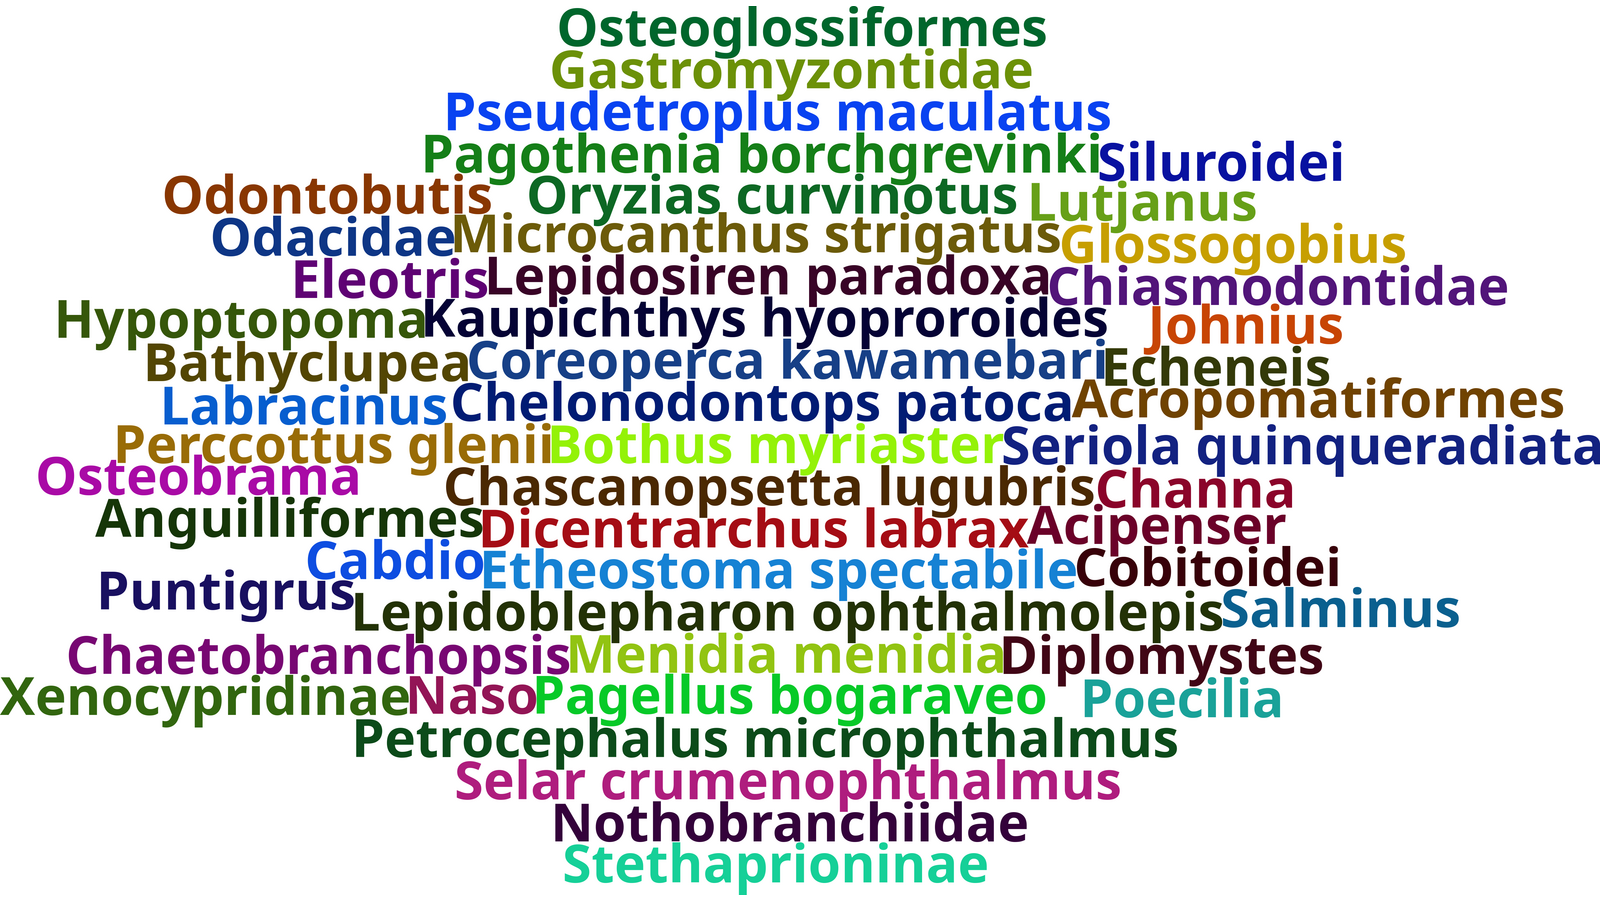 Osteoglossiformes
Gastromyzontidae
Pseudetroplus maculatus
Pagothenia borchgrevinki Siluroidei
Odontobutis Oryzias curvinotus Lutjanus
Odacidae Microcanthus strigatus Glossogobius
Eleotris Lepidosiren paradoxa Chiasmodontidae
Hypoptopoma Kaupichthys hyoproroides Johnius
Bathyclupea Coreoperca kawamebari Echeneis
Labracinus Chelonodontops patoca Acropomatiformes
Perccottus glenii Bothus myriaster Seriola quinqueradiata
Osteobrama Chascanopsetta lugubris Channa
Anguilliformes Dicentrarchus labrax Acipenser
Cabdio Etheostoma spectabile Cobitoidei
Puntigrus Lepidoblepharon ophthalmolepis Salminus
Chaetobranchopsis Menidia menidia Diplomystes
Xenocypridinae Naso Pagellus bogaraveo Poecilia
Petrocephalus microphthalmus
Selar crumenophthalmus
Nothobranchiidae
Stethaprioninae